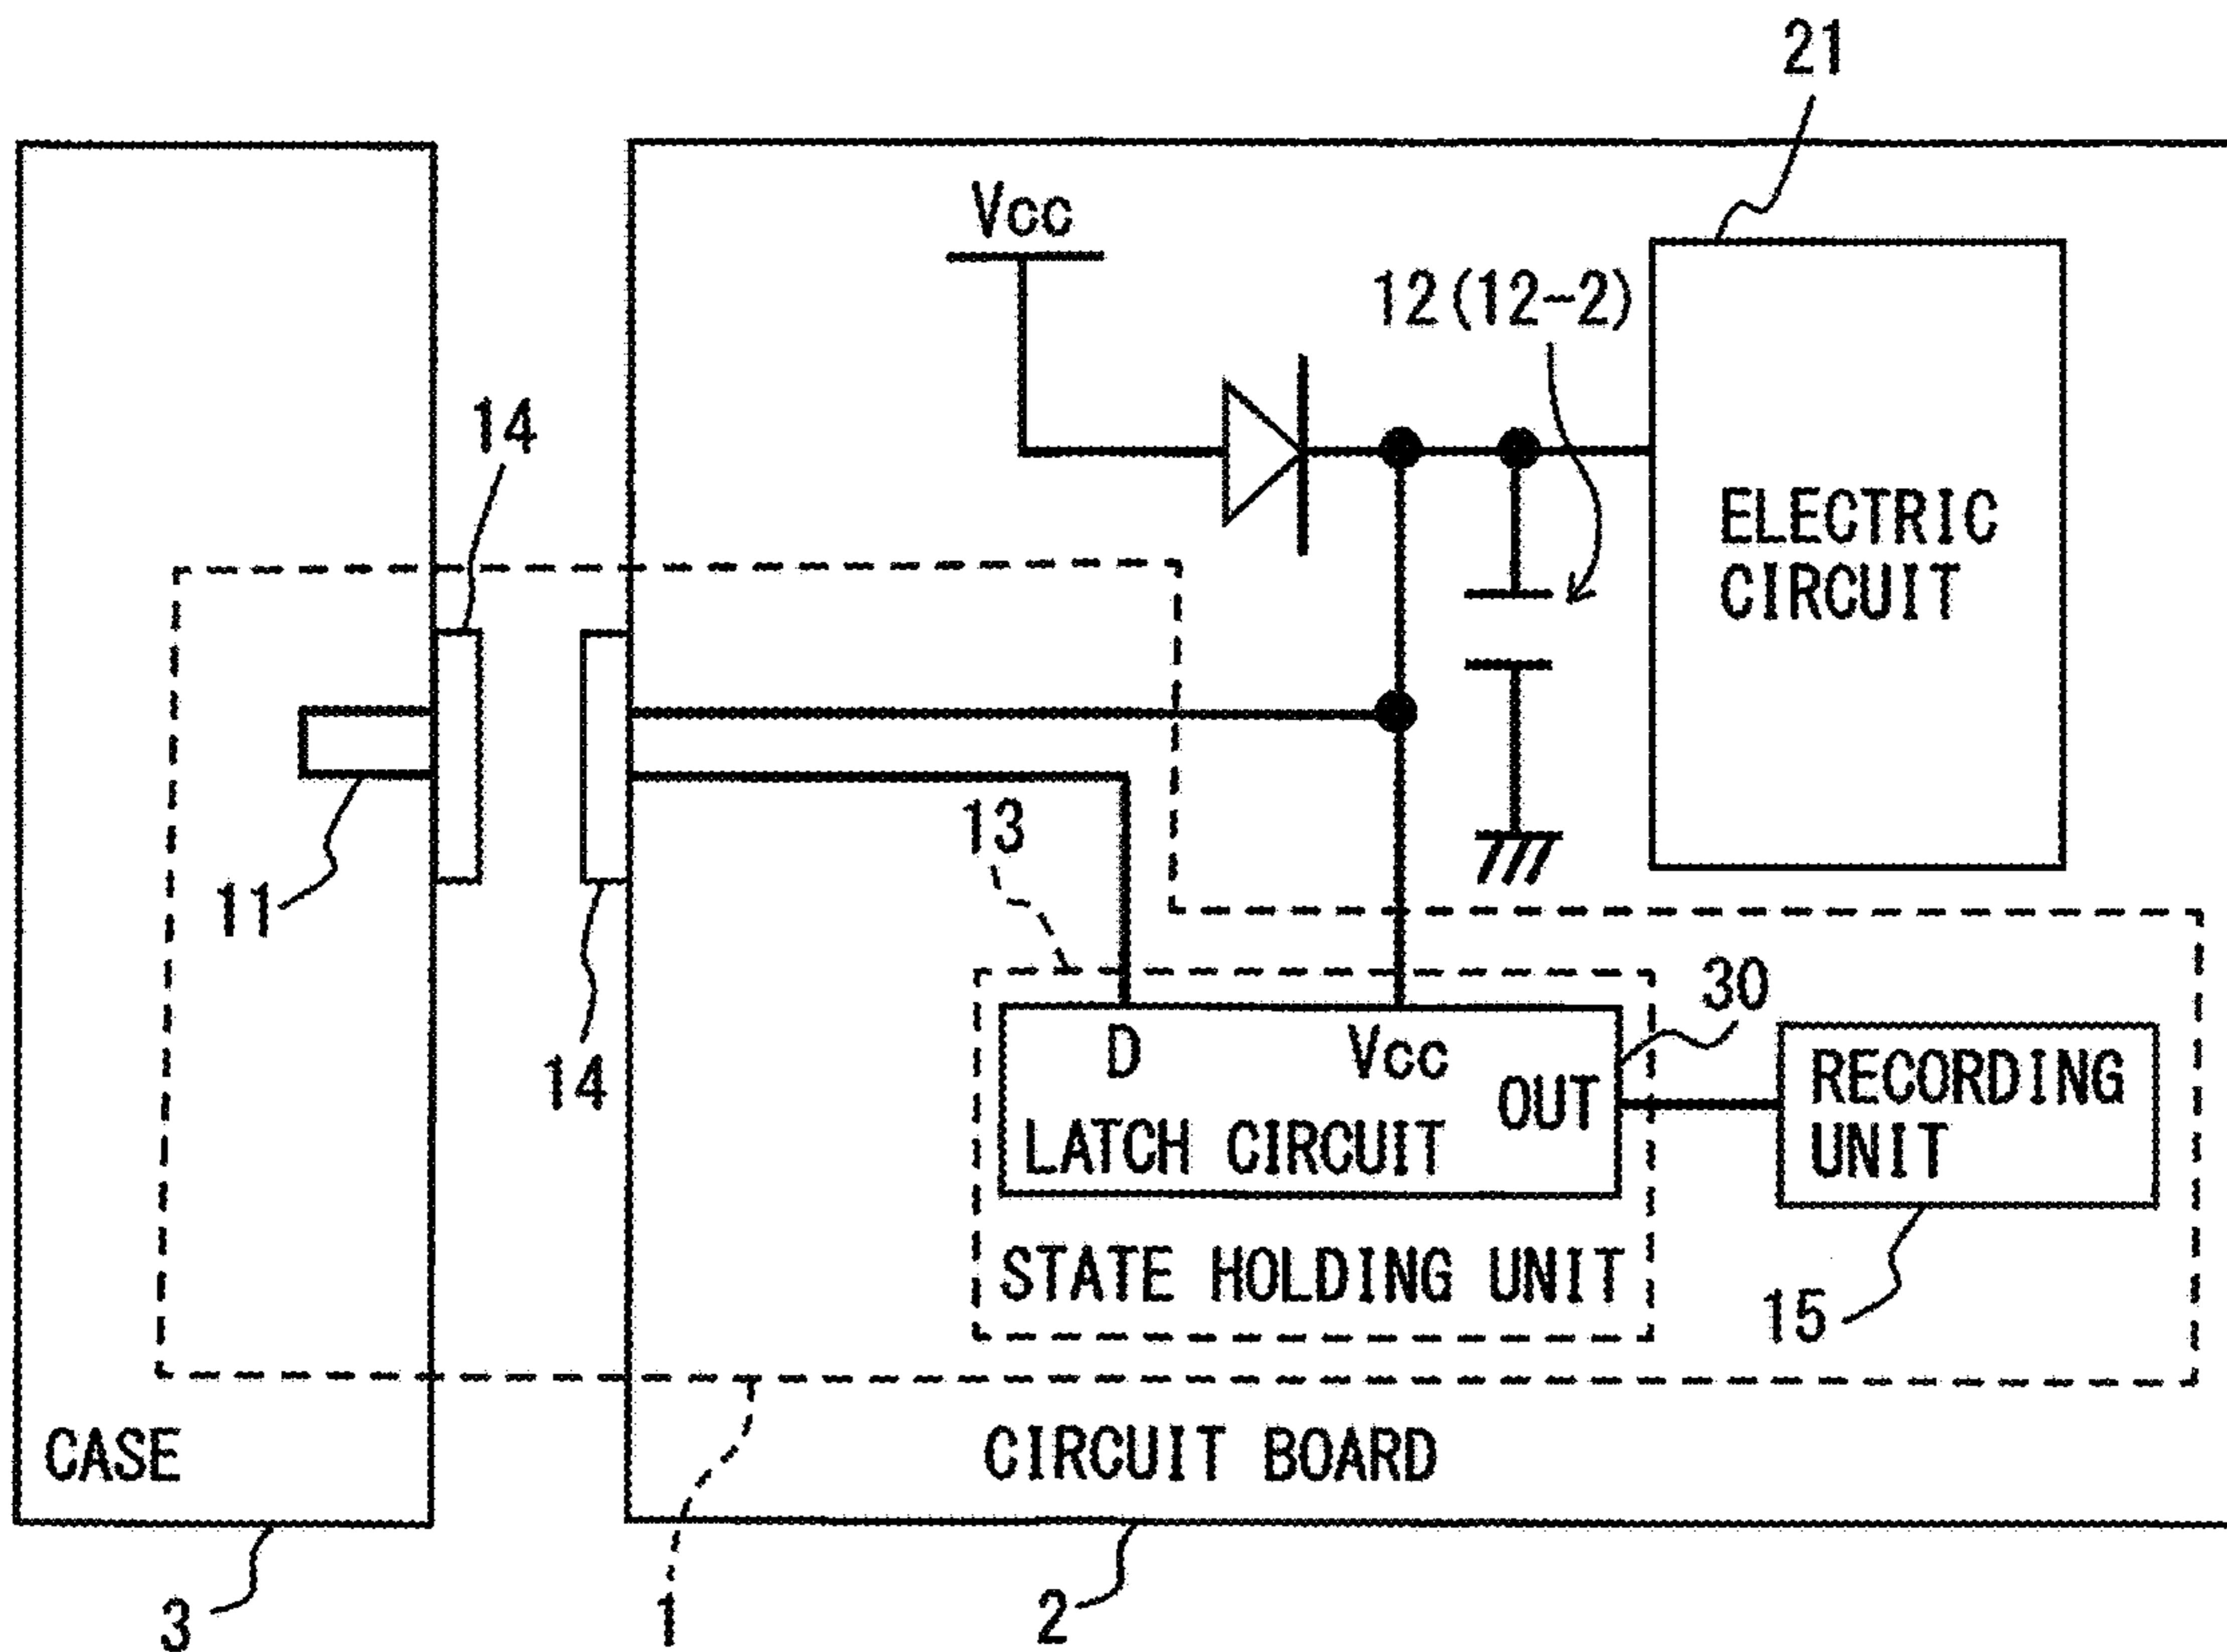 21
Vcc
12(12-2)
14
ELECTRIC
CIRCUIT
13
11
14
30
D
Vcc
OUT
LATCH CIRCUIT
RECORDING
UNIT
STATE HOLDING UNIT
15
CASE
CIRCUIT BOARD
3
1
2